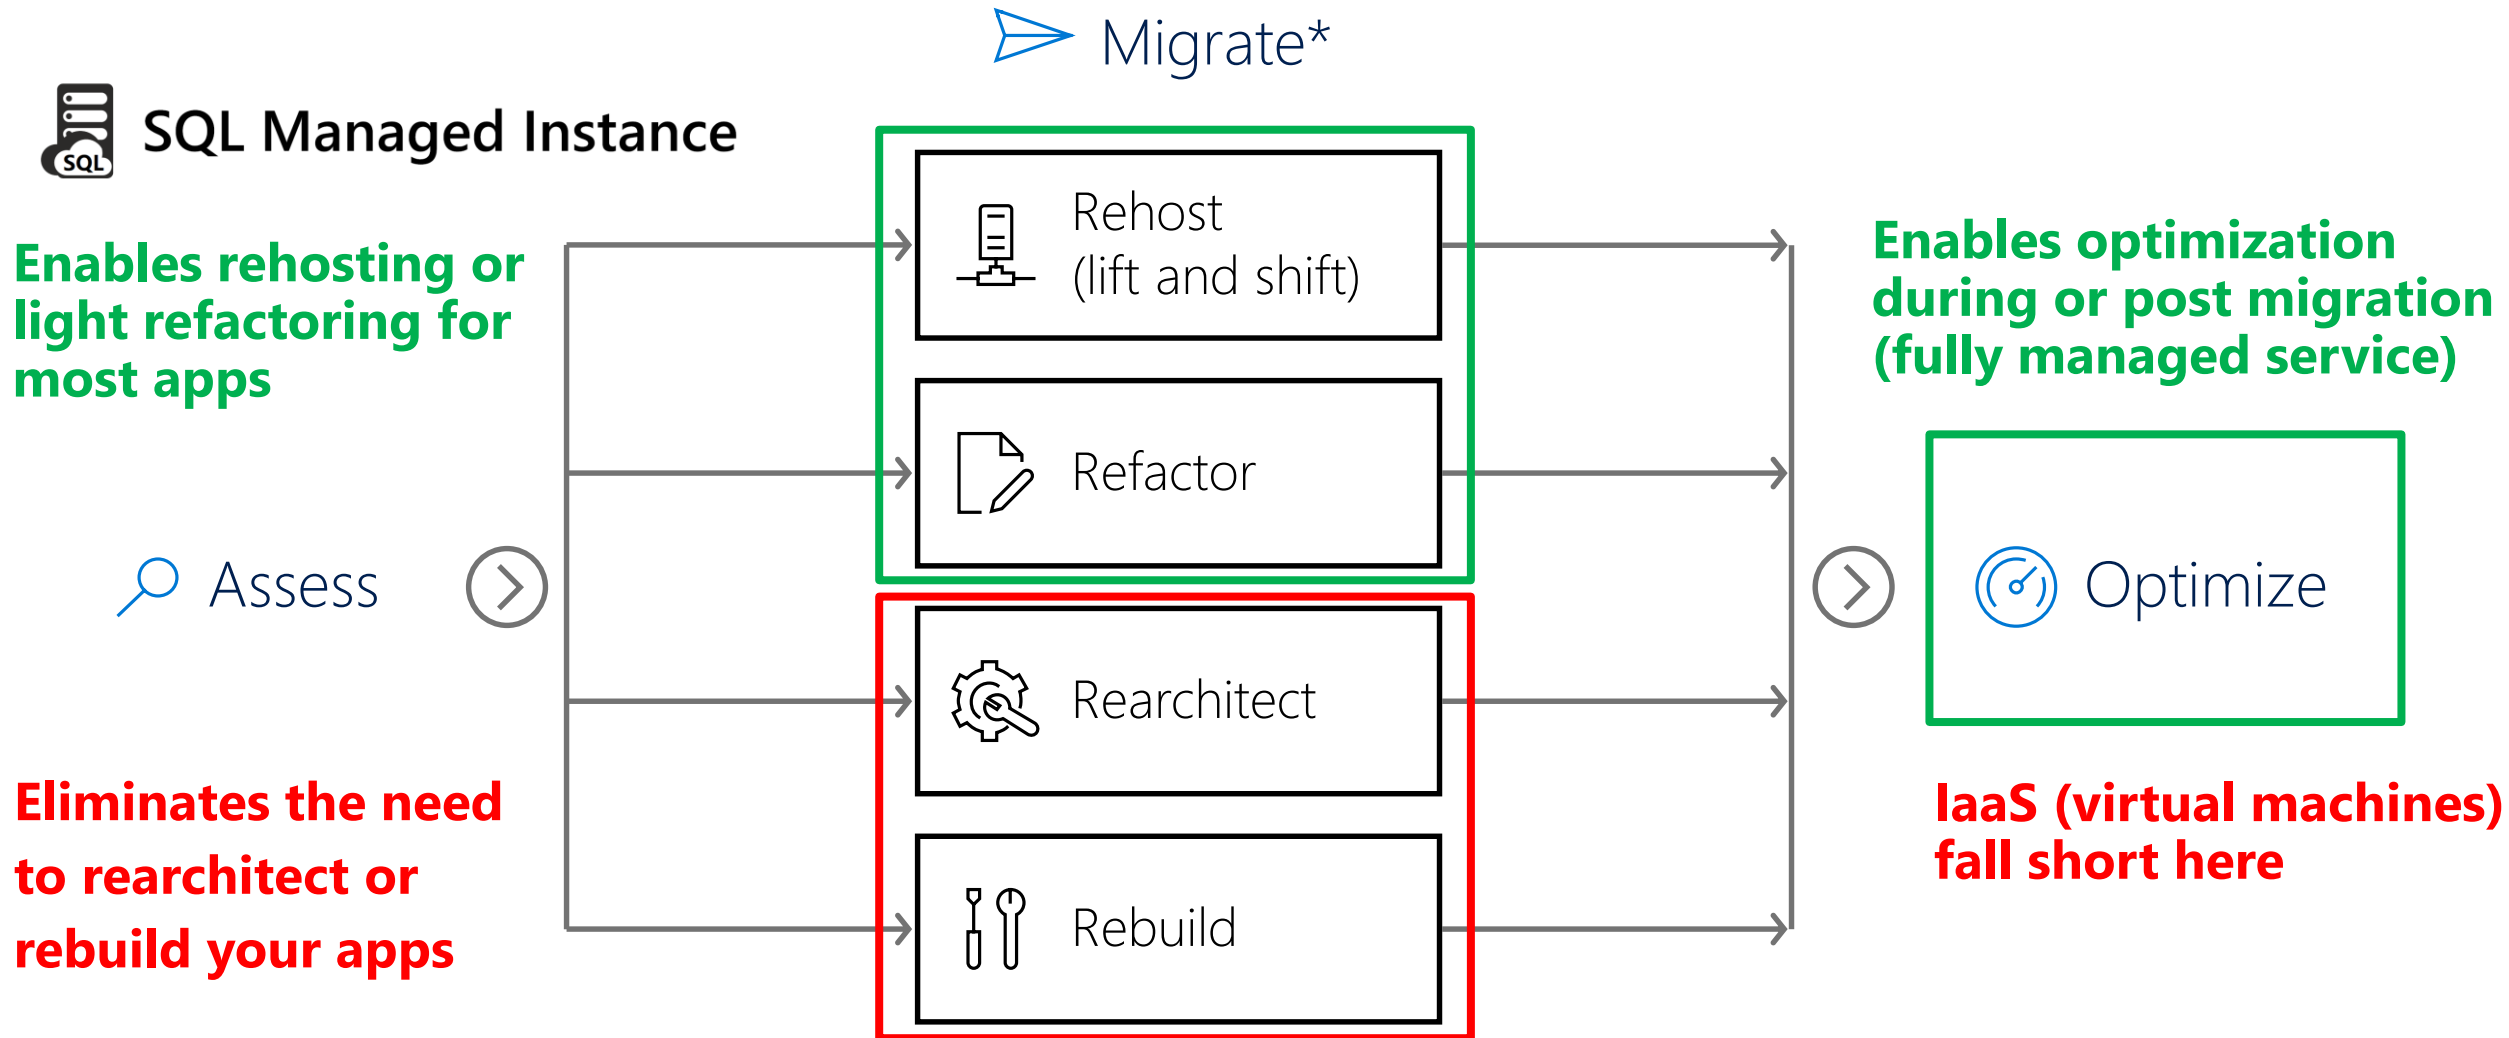 Migrate*
SQL
SQL Managed Instance
Enables rehosting or
light refactoring for
most apps
Assess
Eliminates the need
to rearchitect or
rebuild your apps
Rehost
(lift and shift)
Refactor
Rearchitect
Rebuild
Enables optimization
during or post migration
(fully managed service)
Optimize
IaaS (virtual machines)
fall short here